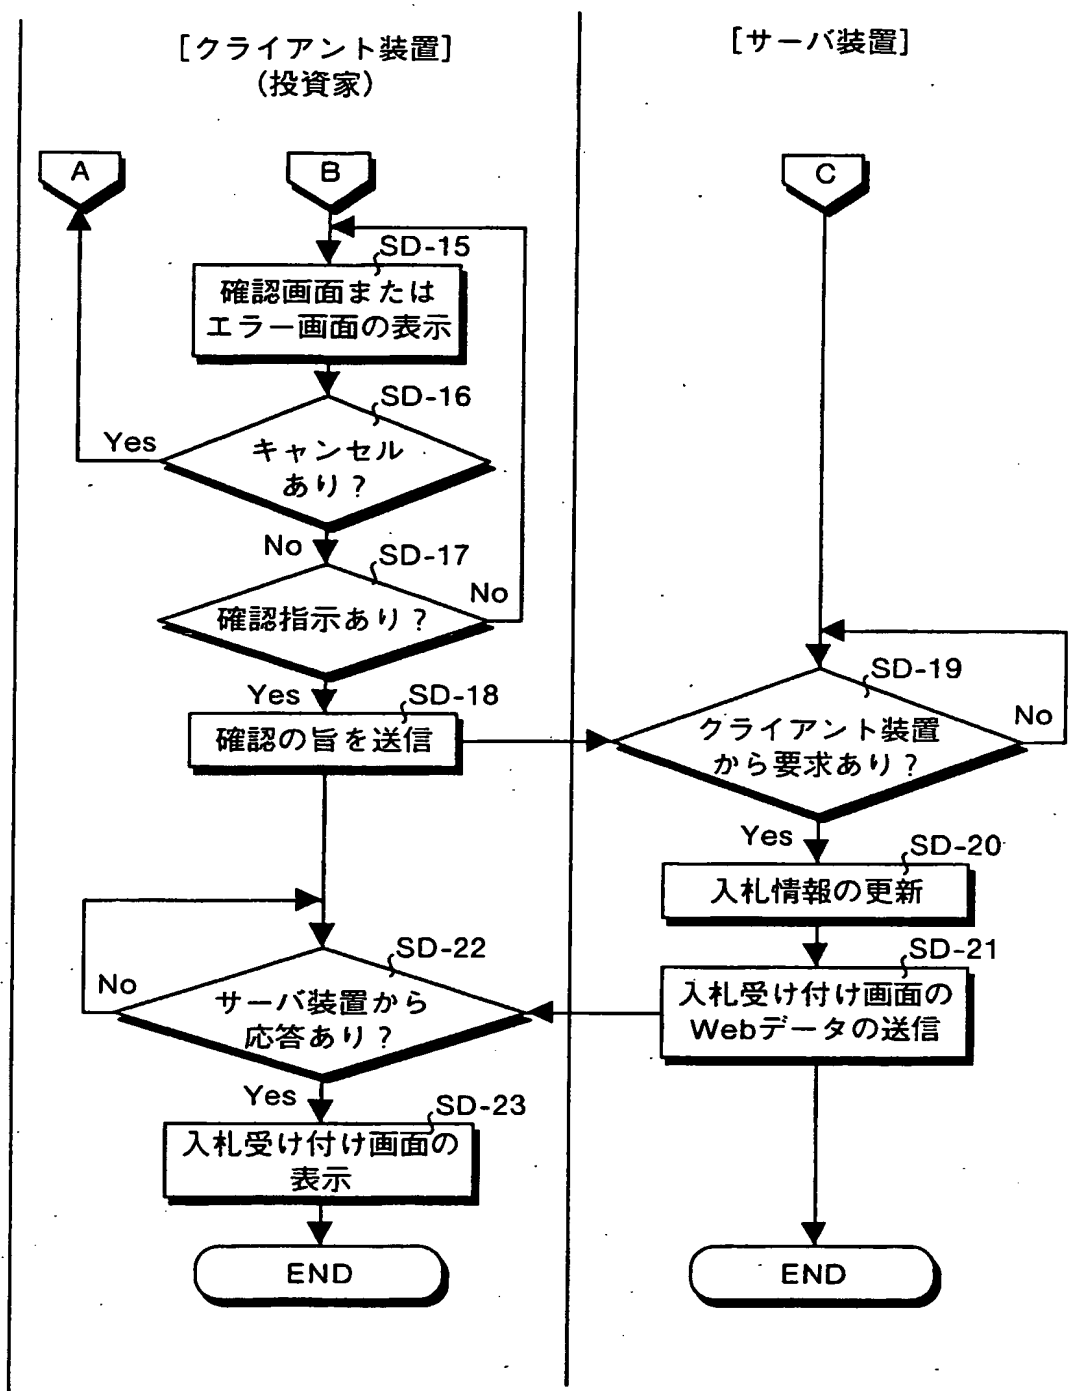 [クライアント装置]
(投資家)
[サーバ装置]
A
B
C
SD-15
確認画面または
エラー画面の表示
SD-16
キャンセル
あり?
Yes
No
SD-17
確認指示あり?
No
Yes
SD-18
確認の旨を送信
SD-19
クライアント装置
から要求あり?
No
Yes
SD-20
入札情報の更新
SD-21
入札受け付け画面の
Webデータの送信
SD-22
サーバ装置から
応答あり?
No
Yes
SD-23
入札受け付け画面の
表示
END
END